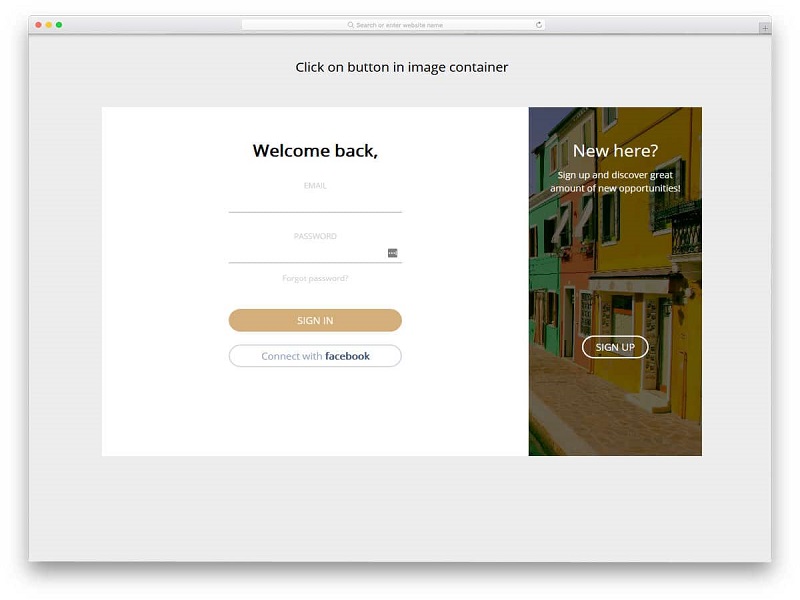 Search or enter website name
Click on button in image container
Welcome back,
EMAIL
PASSWORD
Forgot password?
SIGN IN
Connect with facebook
New here?
Sign up and discover great
amount of new opportunities!
SIGN UP